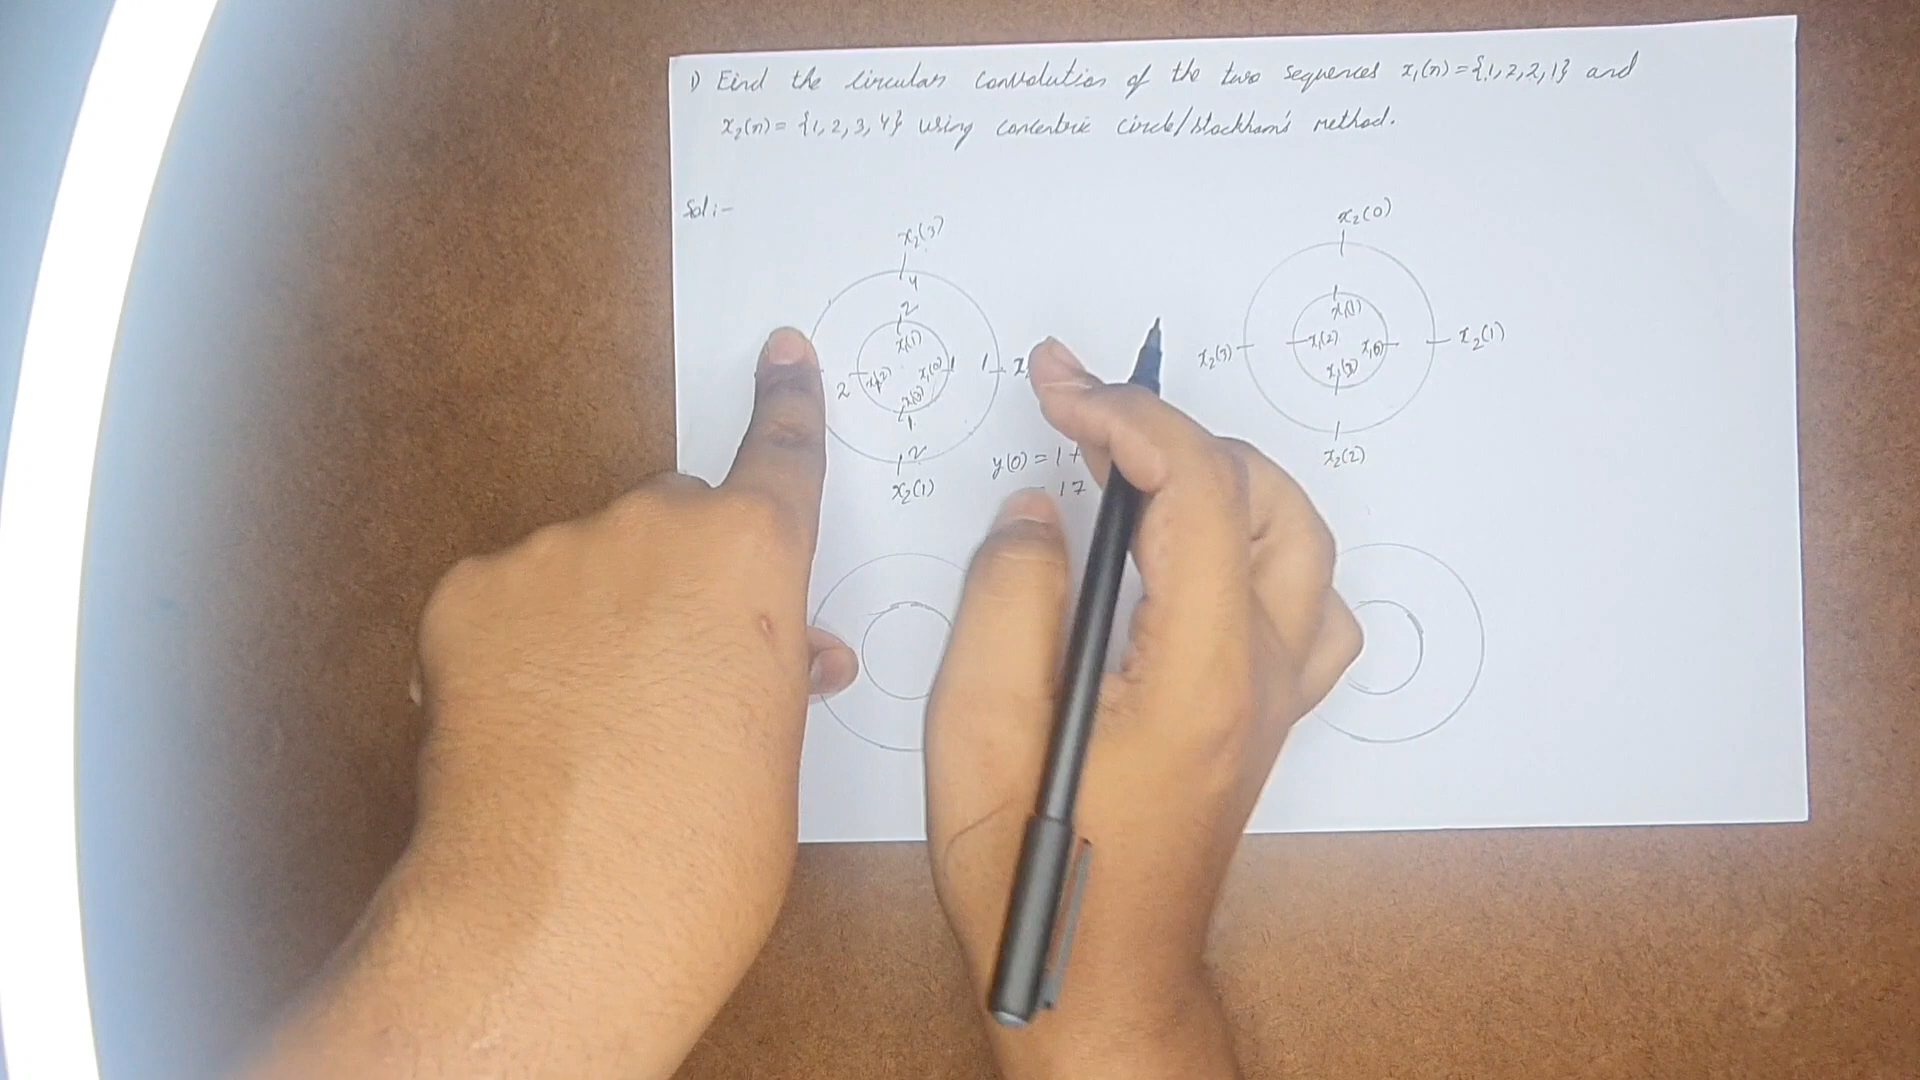 1) Find the circular convolution of the two sequences x₁(n)={1,2,2,1} and
x₂(n)= {1,2,3,4} using concentric circle/stockham's method.
Sol:-
x₂(3)
4
2
x₁(1)
2 x₁(2) x₁(0) 1 1
x₁(3)
1
2
x₂(1)
y(0) = 1 +
= 17
x₂(0)
x₁(1)
x₂(3) x₁(2) x₁(0) x₂(1)
x₁(3)
x₂(2)